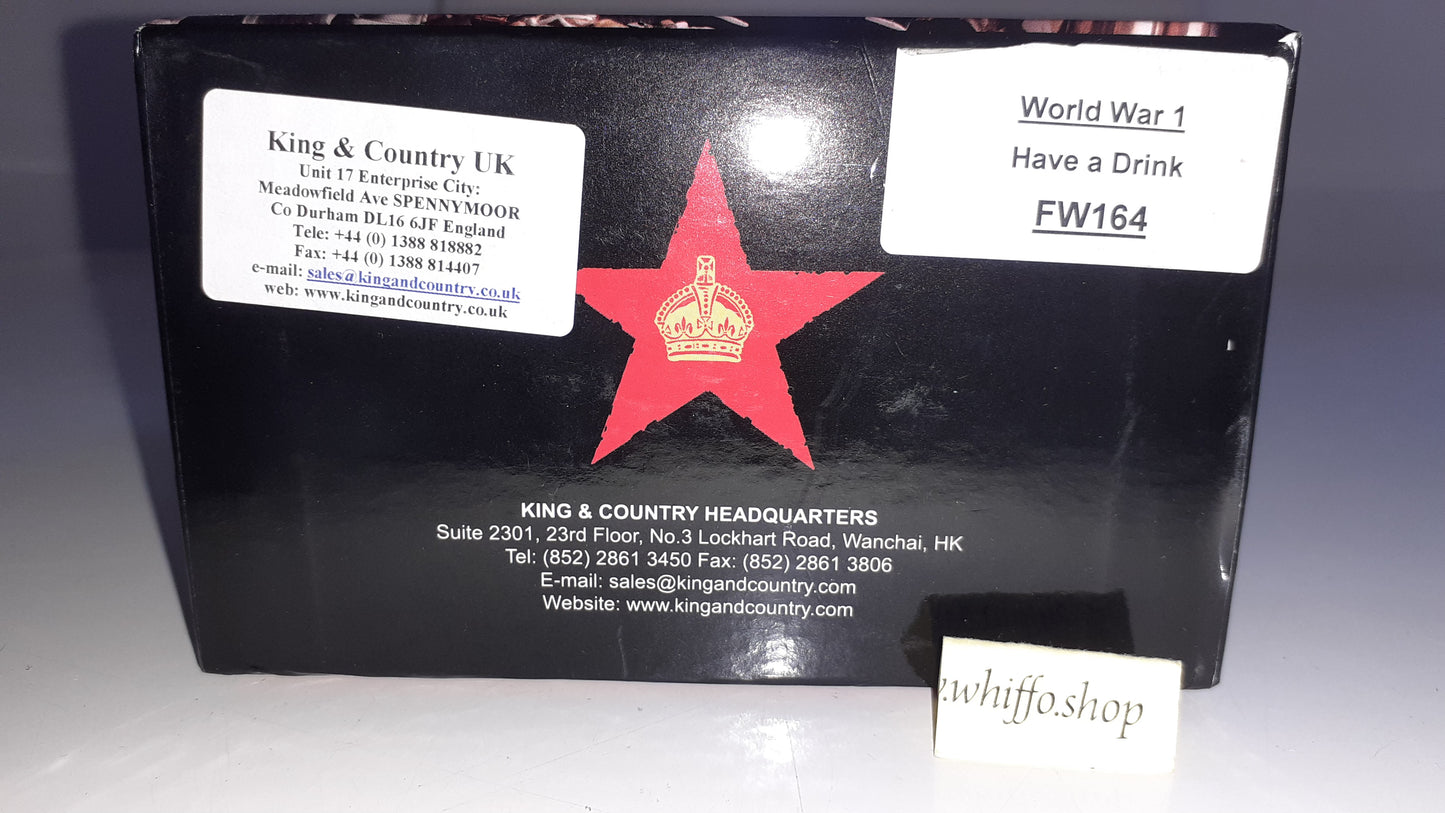 King & Country UK
Unit 17 Enterprise City:
Meadowfield Ave SPENNYMOOR
Co Durham DL16 6JF England
Tele: +44 (0) 1388 818882
Fax: +44 (0) 1388 814407
e-mail: sales@kingandcountry.co.uk
web: www.kingandcountry.co.uk
World War 1
Have a Drink
FW164
KING & COUNTRY HEADQUARTERS
Suite 2301, 23rd Floor, No.3 Lockhart Road, Wanchai, HK
Tel: (852) 2861 3450 Fax: (852) 2861 3806
E-mail: sales@kingandcountry.com
Website: www.kingandcountry.com
.whiffo.shop